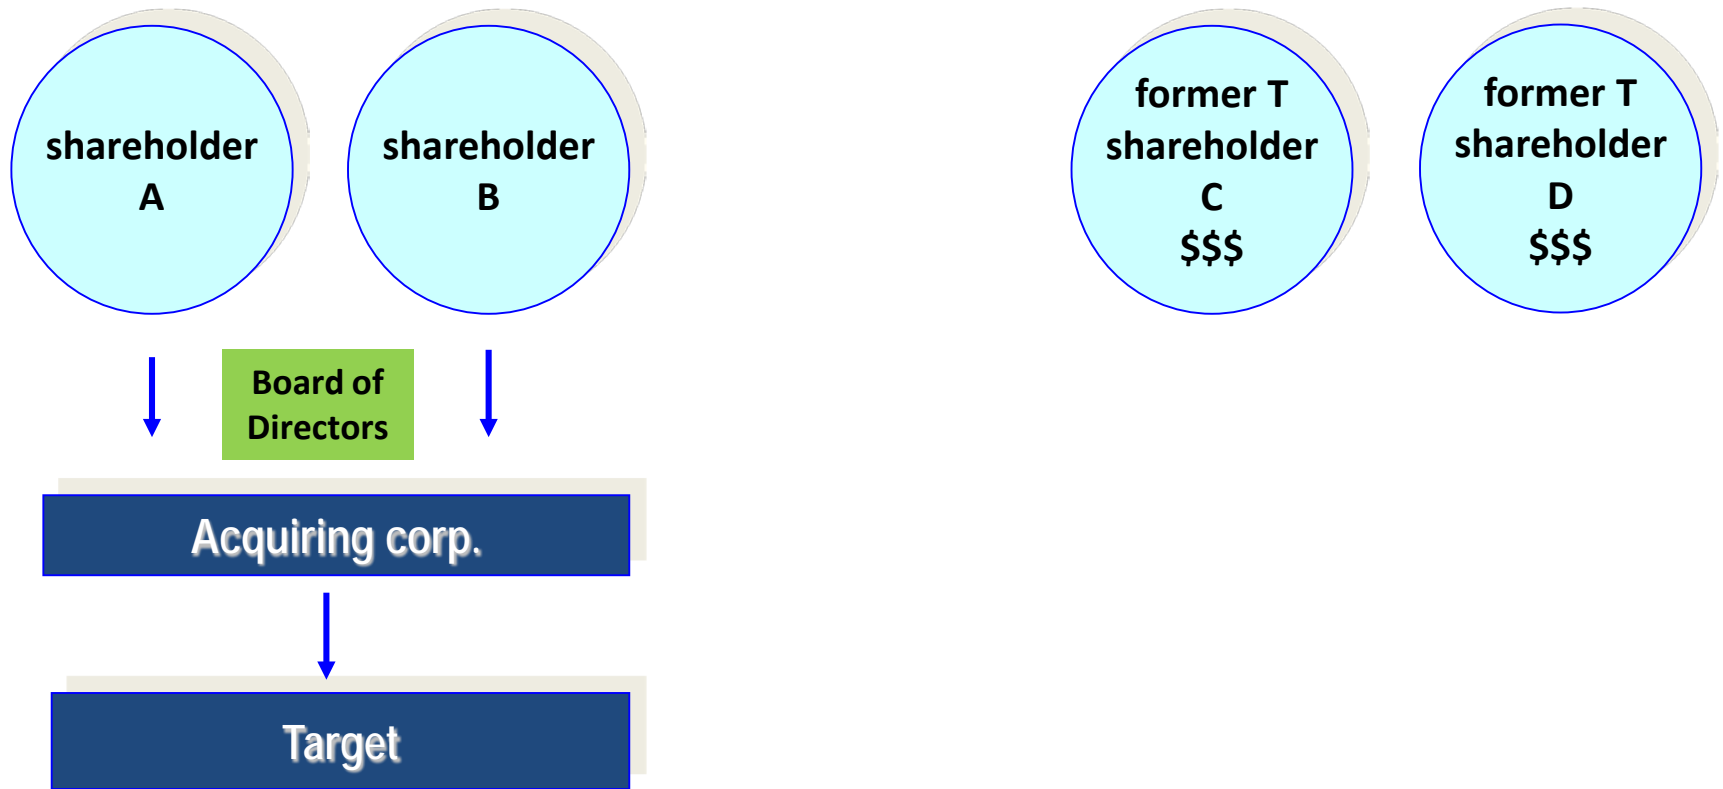 shareholder
A
shareholder
B
former T
shareholder
C
$$$
former T
shareholder
D
$$$
Board of
Directors
Acquiring corp.
Target